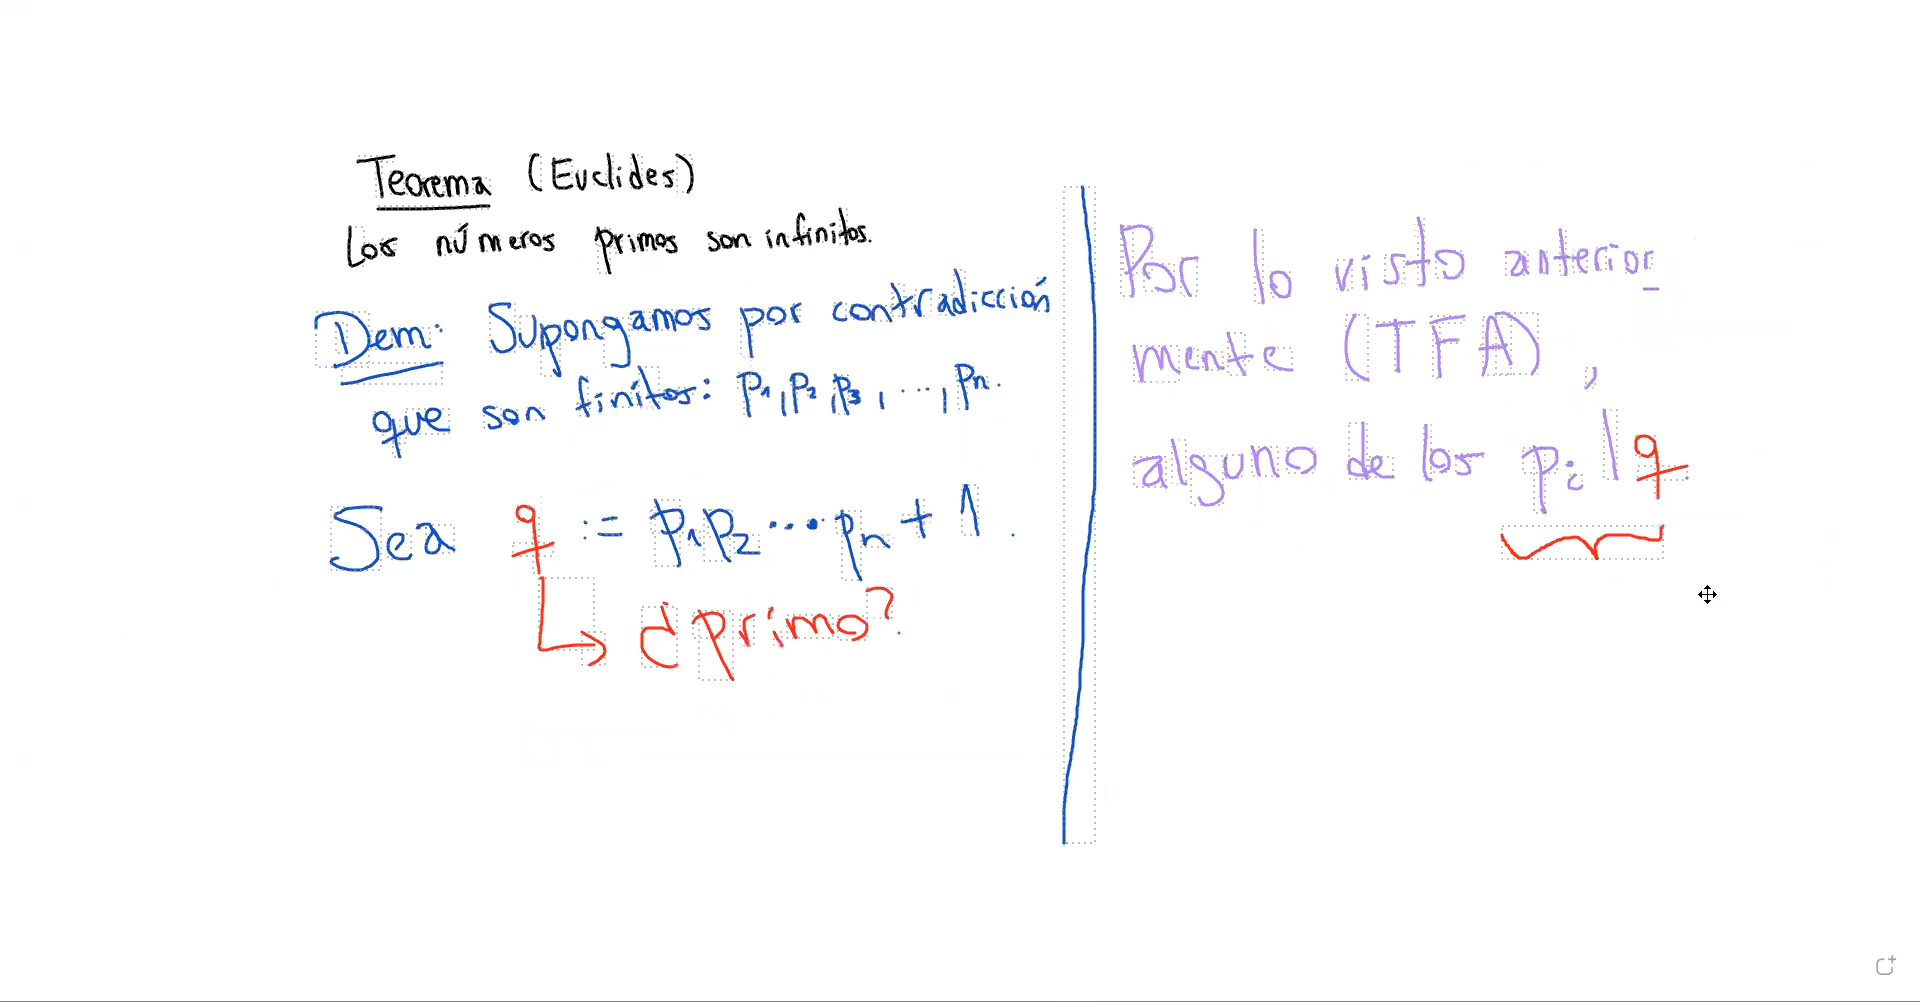 Teorema (Euclides)
Los números primos son infinitos.
Dem: Supongamos por contradicción
que son finitos: p₁, p₂, p₃, ..., pₙ.
Sea q := p₁p₂...pₙ + 1.
¿primo?
Por lo visto anterior-
mente (TFA),
alguno de los pᵢ | q.